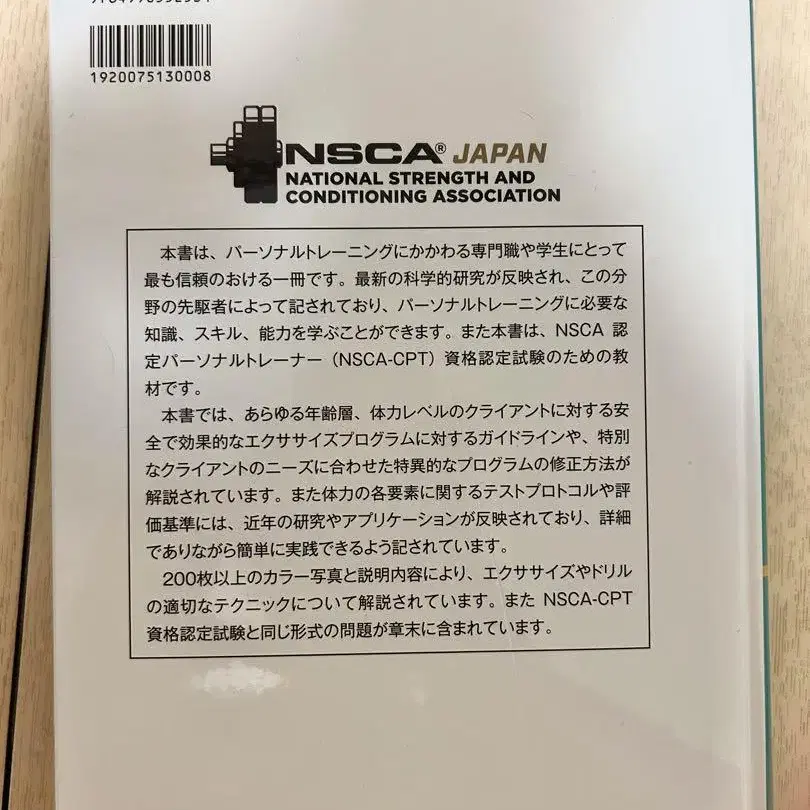 1920075130008
NSCA® JAPAN
NATIONAL STRENGTH AND
CONDITIONING ASSOCIATION
本書は、パーソナルトレーニングにかかわる専門職や学生にとって
最も信頼のおける一冊です。最新の科学的研究が反映され、この分
野の先駆者によって記されており、パーソナルトレーニングに必要な
知識、スキル、能力を学ぶことができます。また本書は、NSCA 認
定パーソナルトレーナー（NSCA-CPT）資格認定試験のための教
材です。
本書では、あらゆる年齢層、体力レベルのクライアントに対する安
全で効果的なエクササイズプログラムに対するガイドラインや、特別
なクライアントのニーズに合わせた特異的なプログラムの修正方法が
解説されています。また体力の各要素に関するテストプロトコルや評
価基準には、近年の研究やアプリケーションが反映されており、詳細
でありながら簡単に実践できるよう記されています。
200枚以上のカラー写真と説明内容により、エクササイズやドリル
の適切なテクニックについて解説されています。また NSCA-CPT
資格認定試験と同じ形式の問題が章末に含まれています。